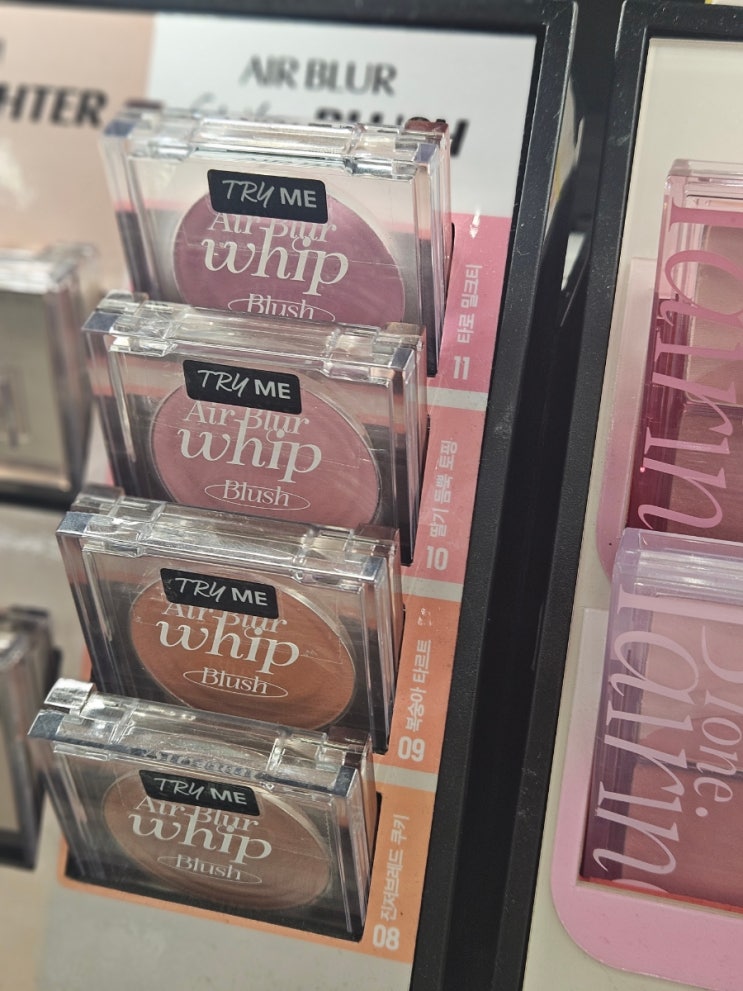 HTER
AIR BLUR
BLUSH
TRY ME
Air Blur
whip
Blush
11 타로 밀크티
TRY ME
Air Blur
whip
Blush
10 딸기 듬뿍 토핑
TRY ME
Air Blur
whip
Blush
09 복숭아 타르트
TRY ME
Air Blur
whip
Blush
08 진저브레드 쿠키
one.